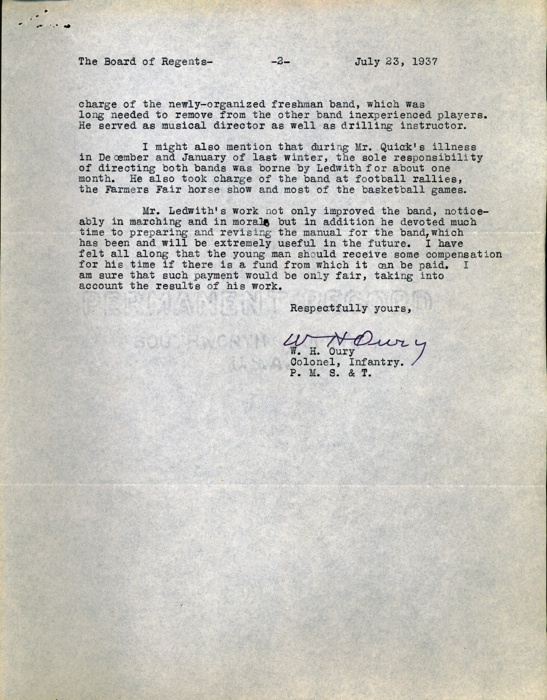 The Board of Regents- -2- July 23, 1937
charge of the newly-organized freshman band, which was
long needed to remove from the other band inexperienced players.
He served as musical director as well as drilling instructor.
I might also mention that during Mr. Quick's illness
in December and January of last winter, the sole responsibility
of directing both bands was borne by Ledwith for about one
month. He also took charge of the band at football rallies,
the Farmers Fair horse show and most of the basketball games.
Mr. Ledwith's work not only improved the band, notice-
ably in marching and in morale but in addition he devoted much
time to preparing and revising the manual for the band, which
has been and will be extremely useful in the future. I have
felt all along that the young man should receive some compensation
for his time if there is a fund from which it can be paid. I
am sure that such payment would be only fair, taking into
account the results of his work.
PERMANENT RECORD
Respectfully yours,
SOUTHWORTH
W H Oury
W. H. Oury
Colonel, Infantry.
P. M. S. & T.